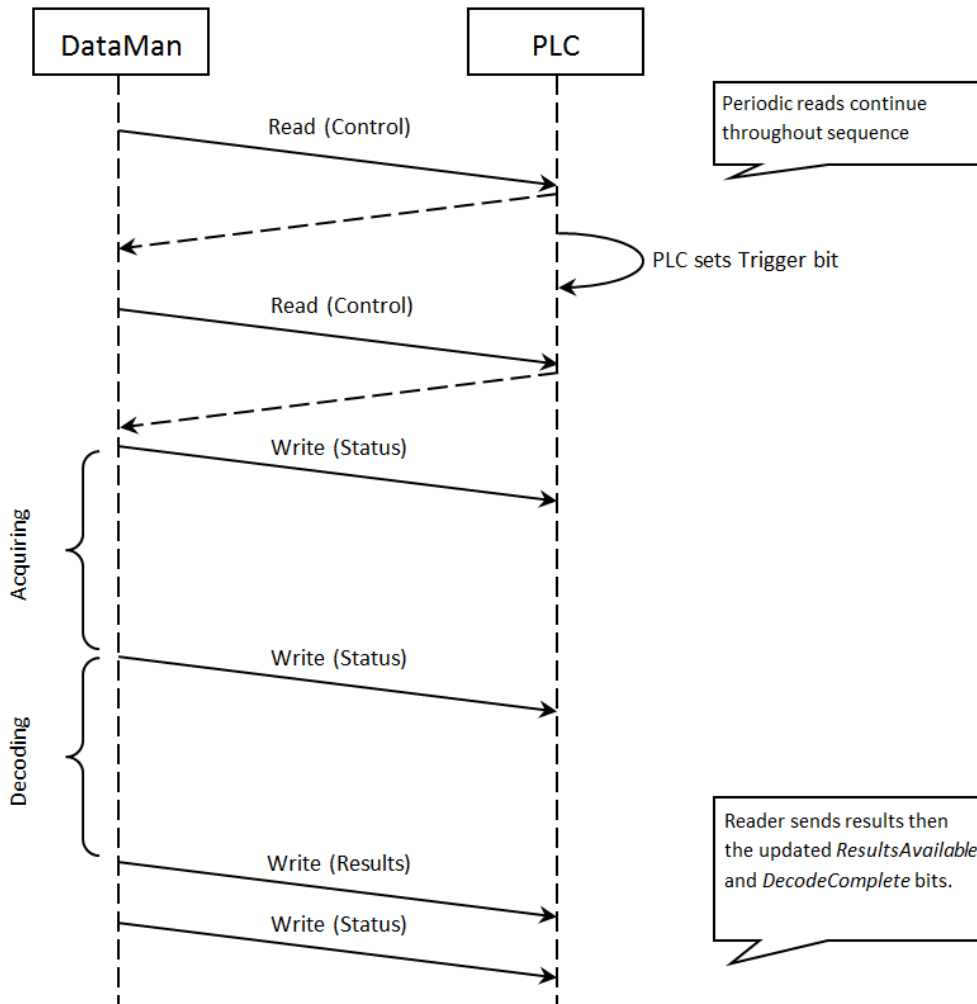 DataMan
PLC
Periodic reads continue
throughout sequence
Read (Control)
PLC sets Trigger bit
Read (Control)
Write (Status)
Acquiring
Write (Status)
Decoding
Reader sends results then
the updated ResultsAvailable
and DecodeComplete bits.
Write (Results)
Write (Status)